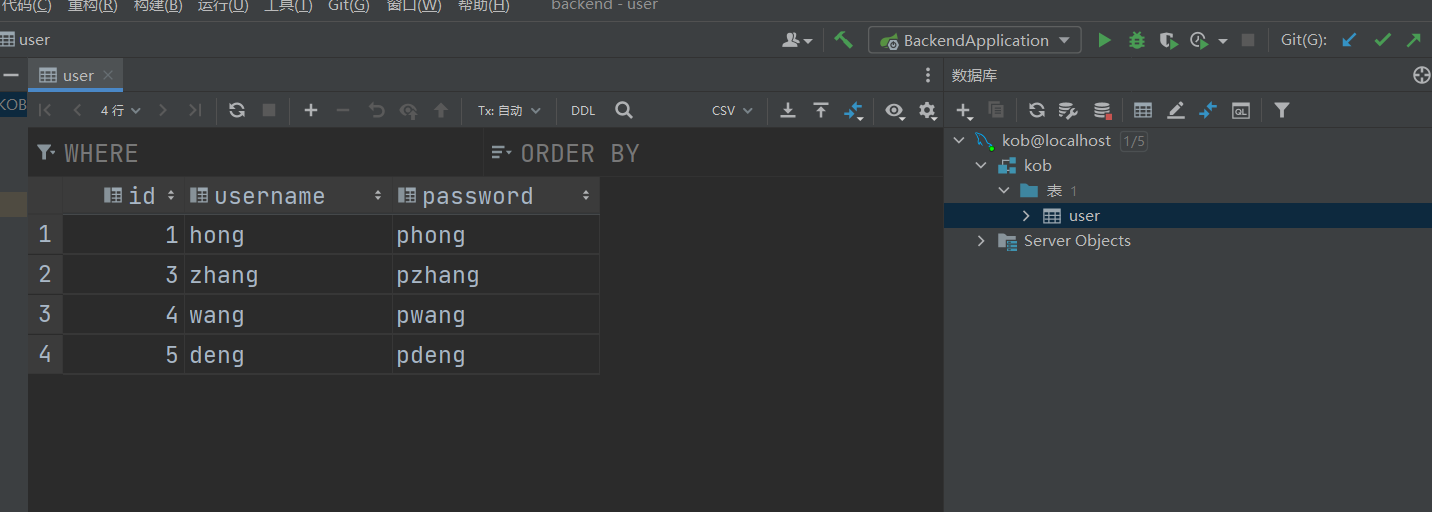 代码(C) 重构(R) 构建(B) 运行(U) 工具(T) Git(G) 窗口(W) 帮助(H) backend - user
user BackendApplication Git(G):
user 数据库
KOB 4 行 Tx: 自动 DDL CSV QL
WHERE ORDER BY
id username password
1 1 hong phong
2 3 zhang pzhang
3 4 wang pwang
4 5 deng pdeng
kob@localhost 1/5
kob
表 1
user
Server Objects